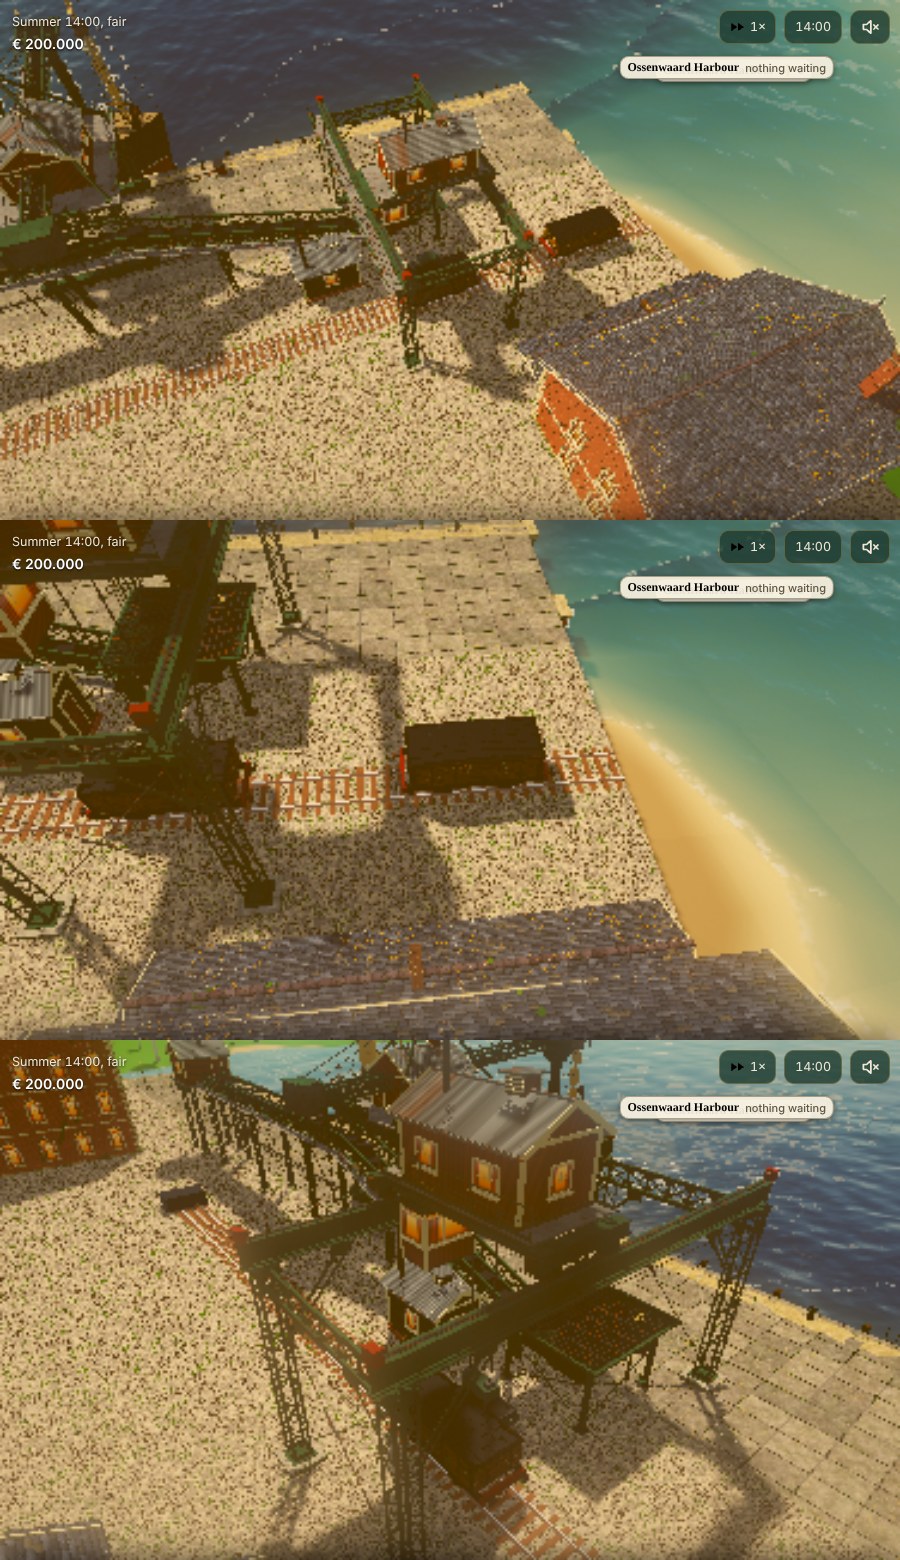 Summer 14:00, fair
€ 200.000
1×
14:00
Ossenwaard Harbour nothing waiting
Summer 14:00, fair
€ 200.000
1×
14:00
Ossenwaard Harbour nothing waiting
Summer 14:00, fair
€ 200.000
1×
14:00
Ossenwaard Harbour nothing waiting